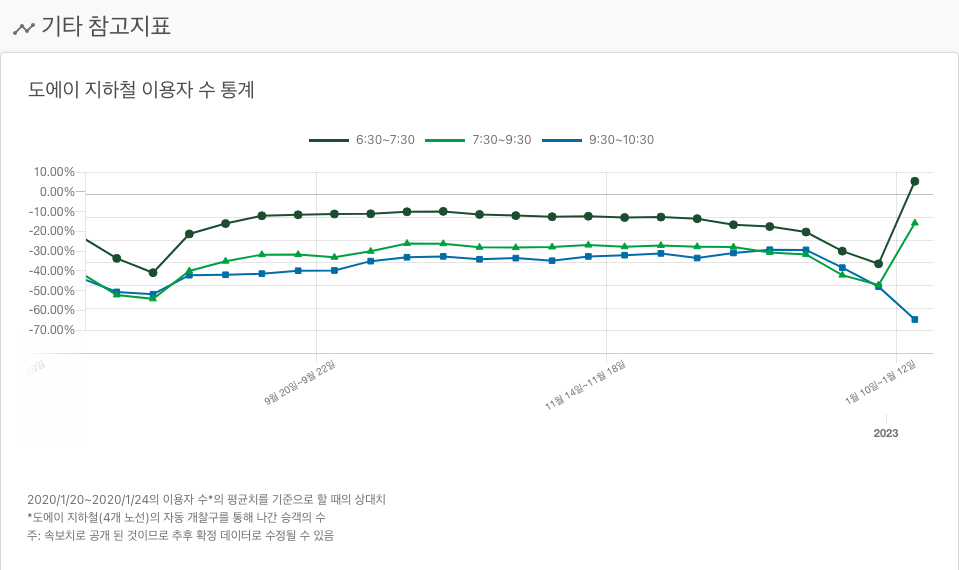 기타 참고지표
도에이 지하철 이용자 수 통계
6:30~7:30 7:30~9:30 9:30~10:30
10.00%
0.00%
-10.00%
-20.00%
-30.00%
-40.00%
-50.00%
-60.00%
-70.00%
9월 20일~9월 22일
11월 14일~11월 18일
1월 10일~1월 12일
2023
2020/1/20~2020/1/24의 이용자 수*의 평균치를 기준으로 할 때의 상대치
*도에이 지하철(4개 노선)의 자동 개찰구를 통해 나간 승객의 수
주: 속보치로 공개 된 것이므로 추후 확정 데이터로 수정될 수 있음